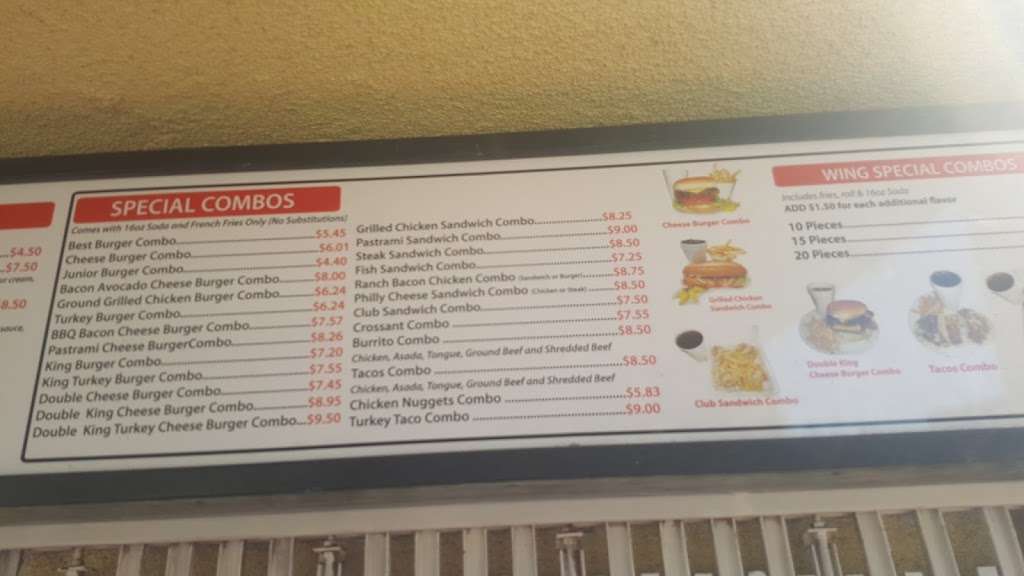 $4.50
$7.50
cream,
$8.50
sauce,
SPECIAL COMBOS
Comes with 16oz Soda and French Fries Only (No Substitutions)
Best Burger Combo $5.45
Cheese Burger Combo $6.01
Junior Burger Combo $4.40
Bacon Avocado Cheese Burger Combo $8.00
Ground Grilled Chicken Burger Combo $6.24
Turkey Burger Combo $6.24
BBQ Bacon Cheese Burger Combo $7.57
Pastrami Cheese BurgerCombo $8.26
King Burger Combo $7.20
King Turkey Burger Combo $7.55
Double Cheese Burger Combo $7.45
Double King Cheese Burger Combo $8.95
Double King Turkey Cheese Burger Combo $9.50
Grilled Chicken Sandwich Combo $8.25
Pastrami Sandwich Combo $9.00
Steak Sandwich Combo $8.50
Fish Sandwich Combo $7.25
Ranch Bacon Chicken Combo (Sandwich or Burger) $8.75
Philly Cheese Sandwich Combo (Chicken or Steak) $8.50
Club Sandwich Combo $7.50
Crossant Combo $7.55
Burrito Combo $8.50
Chicken, Asada, Tongue, Ground Beef and Shredded Beef
Tacos Combo $8.50
Chicken, Asada, Tongue, Ground Beef and Shredded Beef
Chicken Nuggets Combo $5.83
Turkey Taco Combo $9.00
Cheese Burger Combo
Grilled Chicken
Sandwich Combo
Club Sandwich Combo
WING SPECIAL COMBOS
Includes fries, roll & 16oz Soda
ADD $1.50 for each additional flavor
10 Pieces
15 Pieces
20 Pieces
Double King
Cheese Burger Combo
Tacos Combo